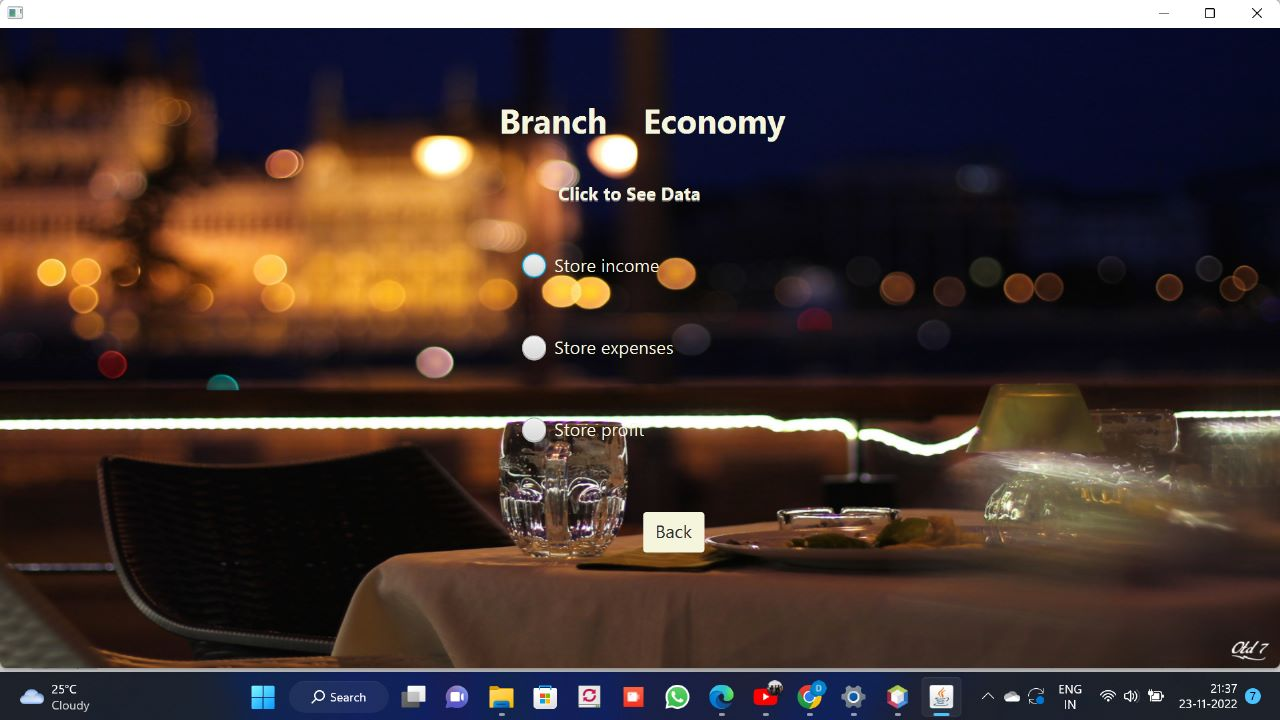 Branch Economy
Click to See Data
Store income
Store expenses
Store profit
Back
Old 7
25°C
Cludy
Search
D
ENG
IN
21:37
23-11-2022
7